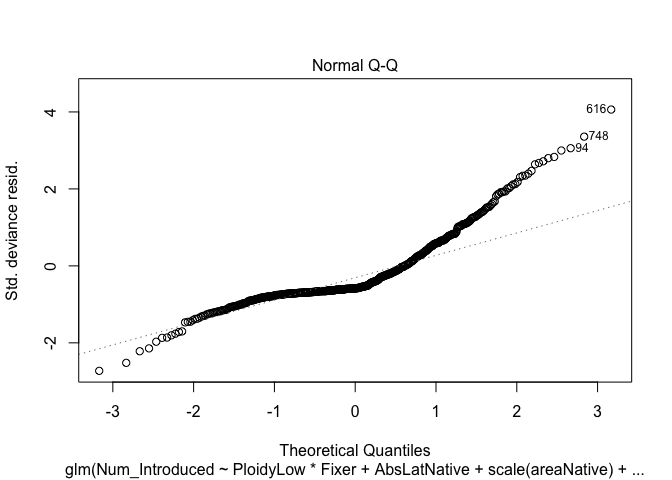 Normal Q-Q
616
748
94
4
2
0
-2
Std. deviance resid.
-3 -2 -1 0 1 2 3
Theoretical Quantiles
glm(Num_Introduced ~ PloidyLow * Fixer + AbsLatNative + scale(areaNative) + ...